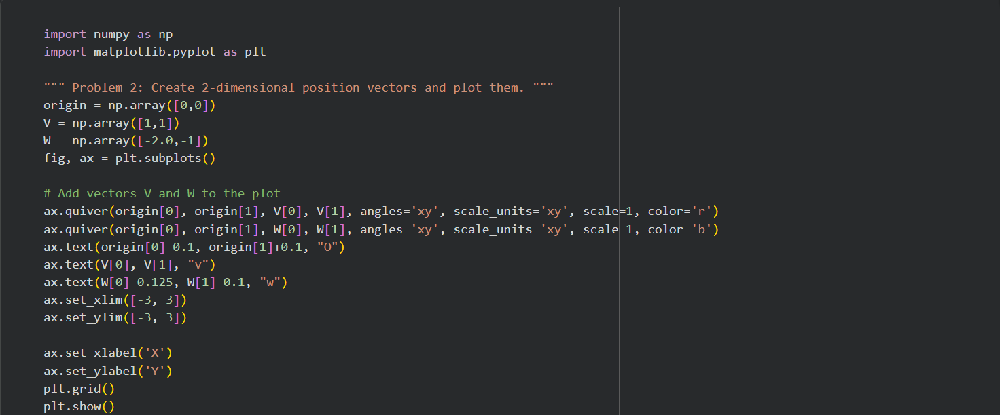 import numpy as np
import matplotlib.pyplot as plt
""" Problem 2: Create 2-dimensional position vectors and plot them. """
origin = np.array([0,0])
V = np.array([1,1])
W = np.array([-2.0,-1])
fig, ax = plt.subplots()
# Add vectors V and W to the plot
ax.quiver(origin[0], origin[1], V[0], V[1], angles='xy', scale_units='xy', scale=1, color='r')
ax.quiver(origin[0], origin[1], W[0], W[1], angles='xy', scale_units='xy', scale=1, color='b')
ax.text(origin[0]-0.1, origin[1]+0.1, "O")
ax.text(V[0], V[1], "v")
ax.text(W[0]-0.125, W[1]-0.1, "w")
ax.set_xlim([-3, 3])
ax.set_ylim([-3, 3])
ax.set_xlabel('X')
ax.set_ylabel('Y')
plt.grid()
plt.show()